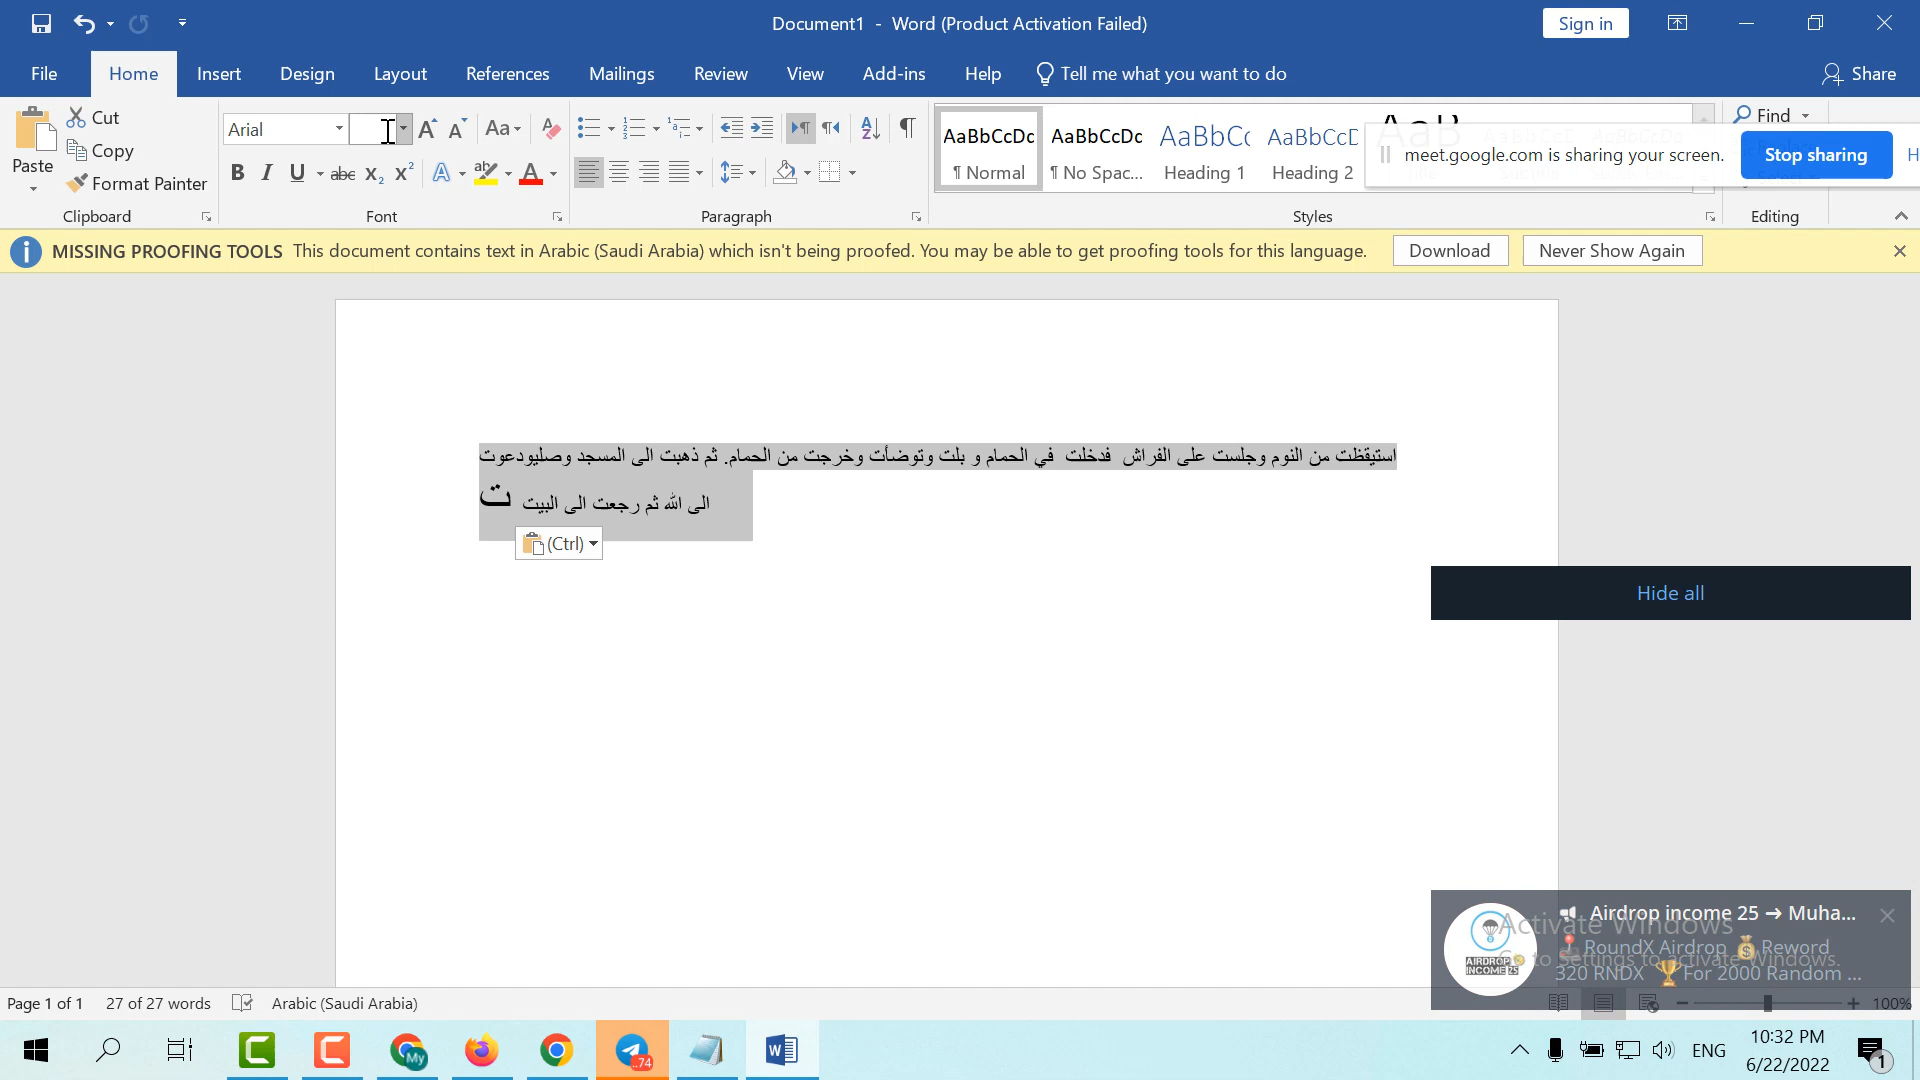 Document1 - Word (Product Activation Failed)
Sign in
File Home Insert Design Layout References Mailings Review View Add-ins Help Tell me what you want to do Share
Paste
Cut
Copy
Format Painter
Clipboard
Arial
Font
Paragraph
AaBbCcDc AaBbCcDc AaBbCc AaBbCcD AaB
¶ Normal ¶ No Spac... Heading 1 Heading 2
Styles
Find
Editing
meet.google.com is sharing your screen. Stop sharing H
MISSING PROOFING TOOLS This document contains text in Arabic (Saudi Arabia) which isn't being proofed. You may be able to get proofing tools for this language. Download Never Show Again
استيقظت من النوم وجلست على الفراش فدخلت في الحمام و بلت وتوضأت وخرجت من الحمام. ثم ذهبت الى المسجد وصليودعوت
الى الله ثم رجعت الى البيت ت
(Ctrl)
Hide all
Airdrop income 25 → Muha...
RoundX Airdrop 💰Reword
320 RNDX 🏆For 2000 Random ...
AIRDROP INCOME 25
Activate Windows
Go to Settings to activate Windows.
Page 1 of 1 27 of 27 words Arabic (Saudi Arabia) 100%
My
..74
ENG
10:32 PM
6/22/2022
1